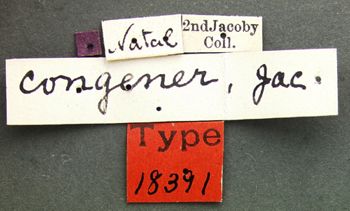 Natal
2nd Jacoby
Coll.
congener, Jac.
Type
18391